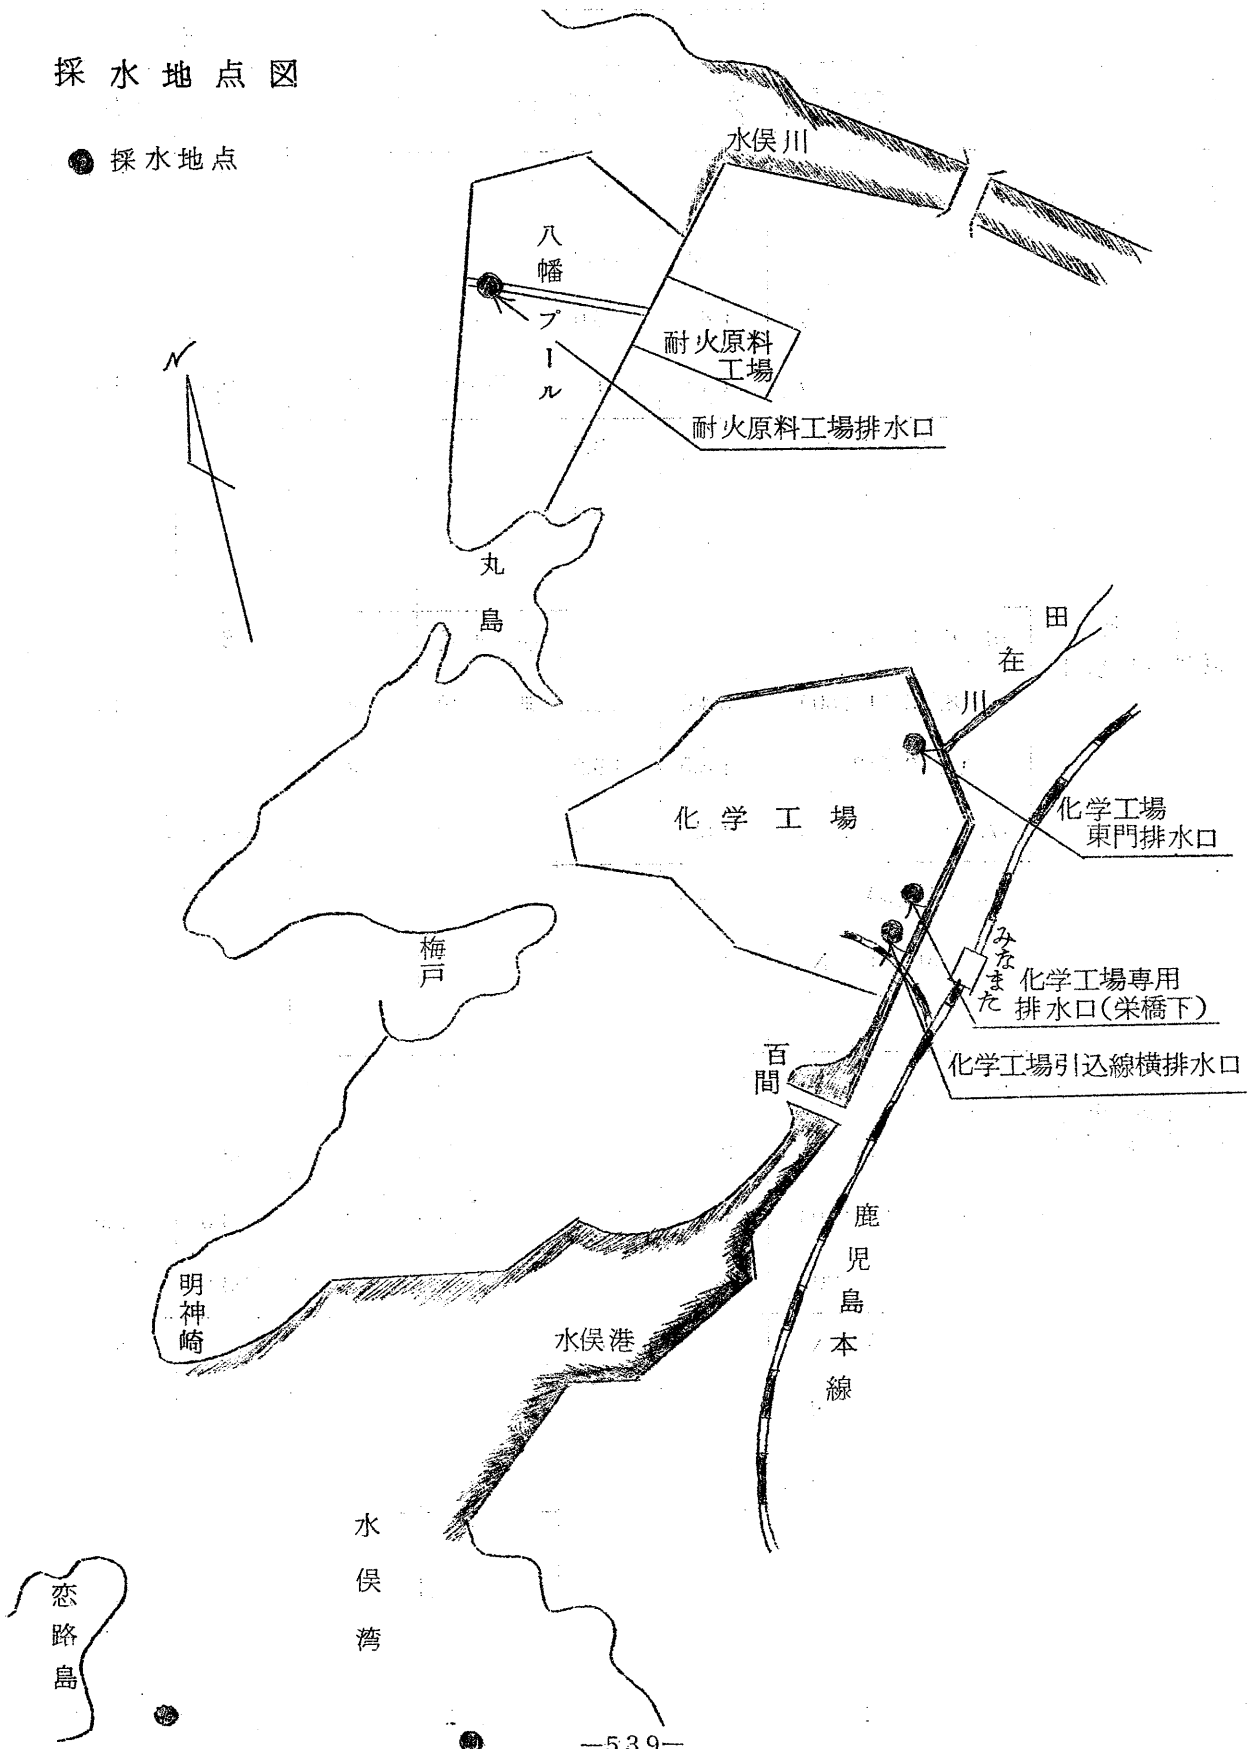 採水地点図
採水地点
水俣川
八幡プール
耐火原料
工場
耐火原料工場排水口
N
丸島
田在川
化学工場
化学工場
東門排水口
梅戸
みなまた
化学工場専用
排水口(栄橋下)
百間
化学工場引込線横排水口
鹿児島本線
明神崎
水俣港
水俣湾
恋路島
—539—